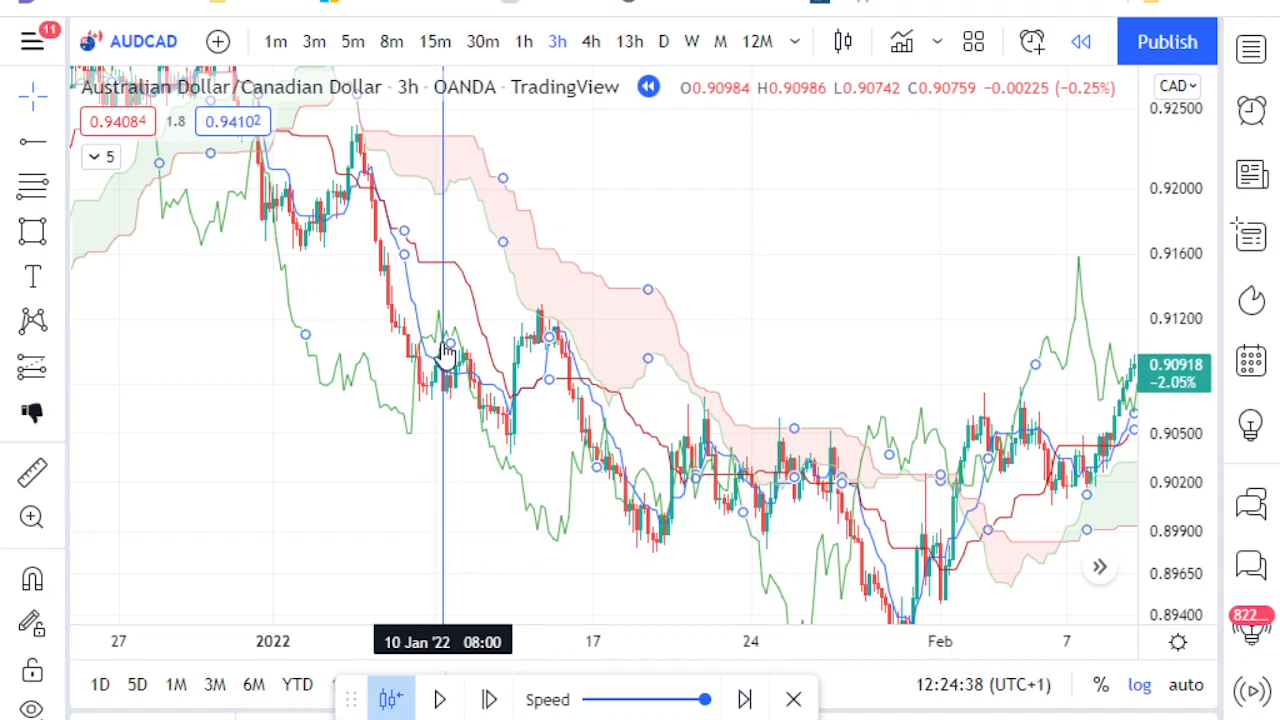 11
AUDCAD
1m 3m 5m 8m 15m 30m 1h 3h 4h 13h D W M 12M
Publish
Australian Dollar/Canadian Dollar · 3h · OANDA · TradingView
O0.90984 H0.90986 L0.90742 C0.90759 −0.00225 (−0.25%)
CAD
0.94084 1.8 0.94102
5
0.92500
0.92000
0.91600
0.91200
0.90918
−2.05%
0.90500
0.90200
0.89900
0.89650
0.89400
822
27 2022 10 Jan '22 08:00 17 24 Feb 7
1D 5D 1M 3M 6M YTD
12:24:38 (UTC+1) % log auto
Speed